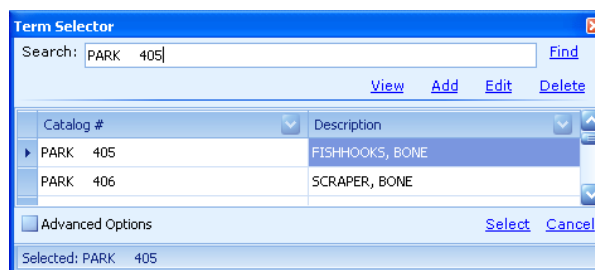 Term Selector
Search: PARK 405 Find
View Add Edit Delete
Catalog # Description
PARK 405 FISHHOOKS, BONE
PARK 406 SCRAPER, BONE
Advanced Options Select Cancel
Selected: PARK 405